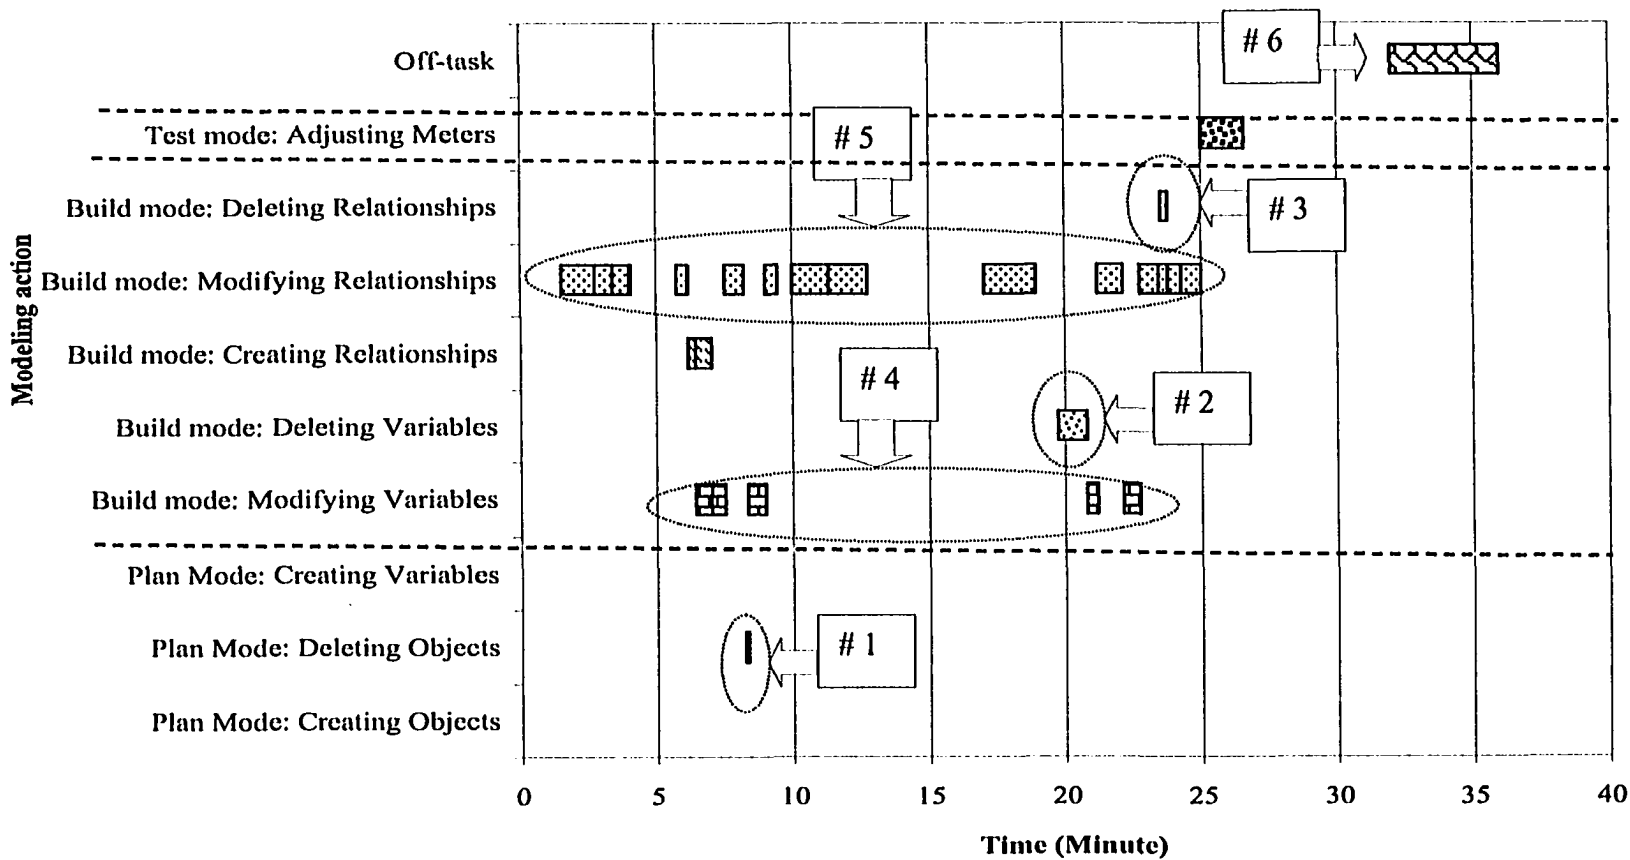 # 6
Off-task
Test mode: Adjusting Meters
# 5
Build mode: Deleting Relationships
# 3
Build mode: Modifying Relationships
Build mode: Creating Relationships
# 4
# 2
Build mode: Deleting Variables
Build mode: Modifying Variables
Plan Mode: Creating Variables
Plan Mode: Deleting Objects
# 1
Plan Mode: Creating Objects
Modeling action
0 5 10 15 20 25 30 35 40
Time (Minute)